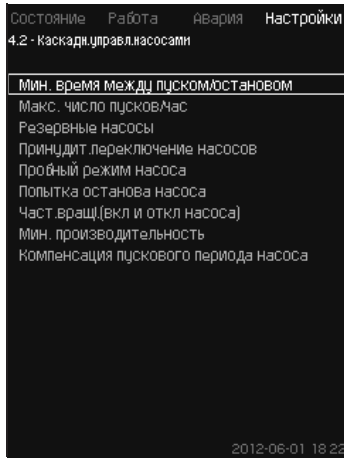 Состояние Работа Авария Настройки
4.2 - Каскадн.управл.насосами
Мин. время между пуском/остановом
Макс. число пусков/час
Резервные насосы
Принудит.переключение насосов
Пробный режим насоса
Попытка останова насоса
Част.вращ.(вкл и откл насоса)
Мин. производительность
Компенсация пускового периода насоса
2012-06-01 18:22